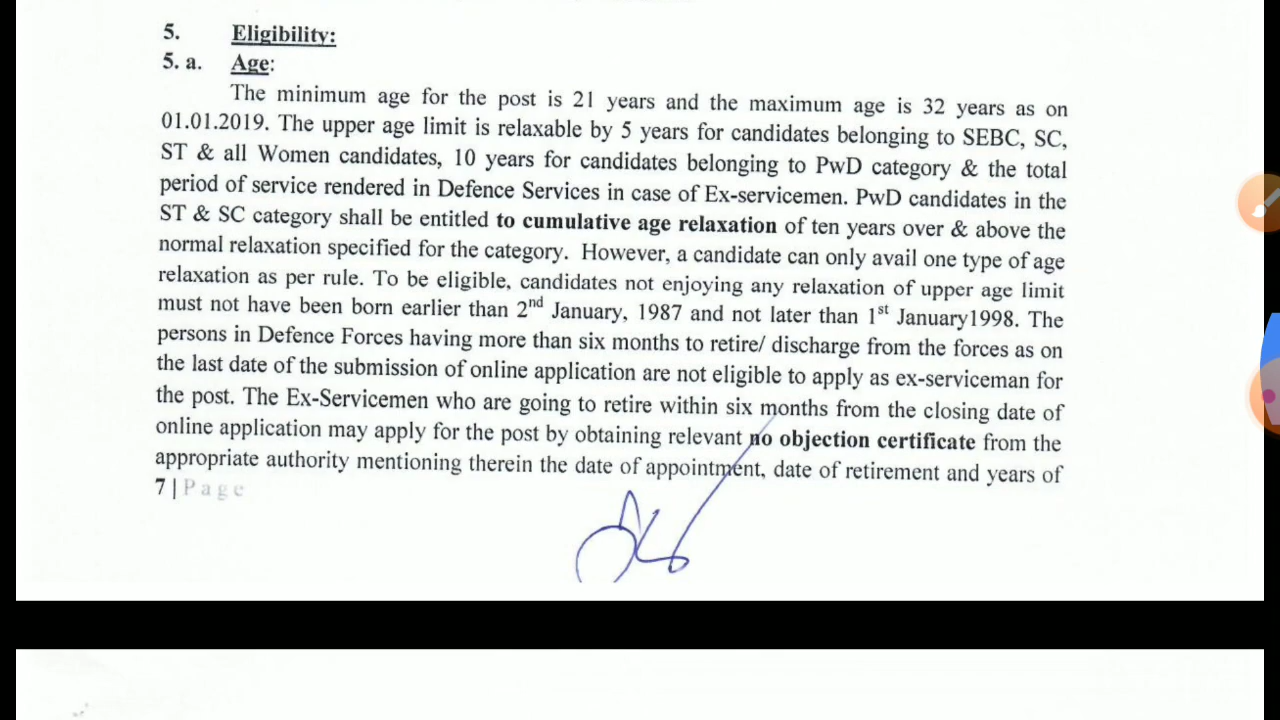 5. Eligibility:
5. a. Age:
The minimum age for the post is 21 years and the maximum age is 32 years as on
01.01.2019. The upper age limit is relaxable by 5 years for candidates belonging to SEBC, SC,
ST & all Women candidates, 10 years for candidates belonging to PwD category & the total
period of service rendered in Defence Services in case of Ex-servicemen. PwD candidates in the
ST & SC category shall be entitled to cumulative age relaxation of ten years over & above the
normal relaxation specified for the category. However, a candidate can only avail one type of age
relaxation as per rule. To be eligible, candidates not enjoying any relaxation of upper age limit
must not have been born earlier than 2nd January, 1987 and not later than 1st January1998. The
persons in Defence Forces having more than six months to retire/ discharge from the forces as on
the last date of the submission of online application are not eligible to apply as ex-serviceman for
the post. The Ex-Servicemen who are going to retire within six months from the closing date of
online application may apply for the post by obtaining relevant no objection certificate from the
appropriate authority mentioning therein the date of appointment, date of retirement and years of
7 | Page